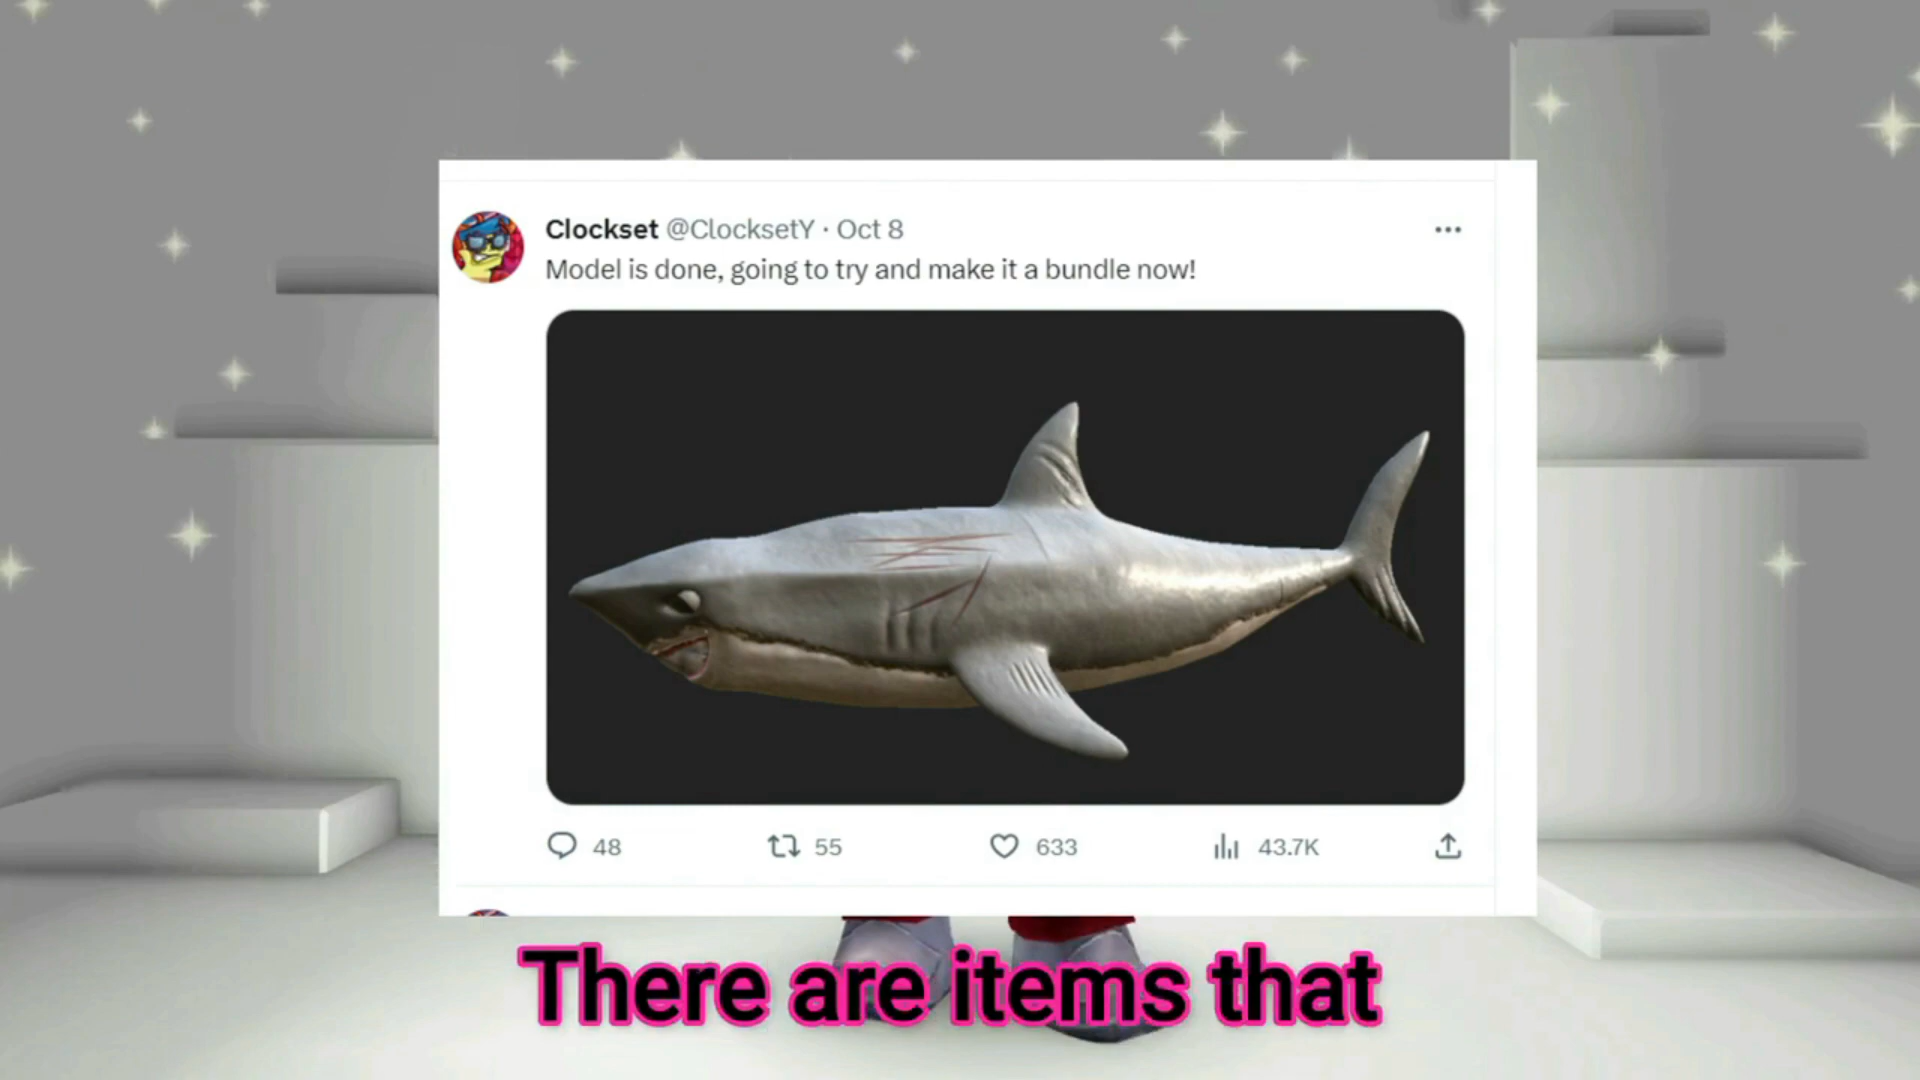 Clockset @ClocksetY · Oct 8
Model is done, going to try and make it a bundle now!
48 55 633 43.7K
There are items that